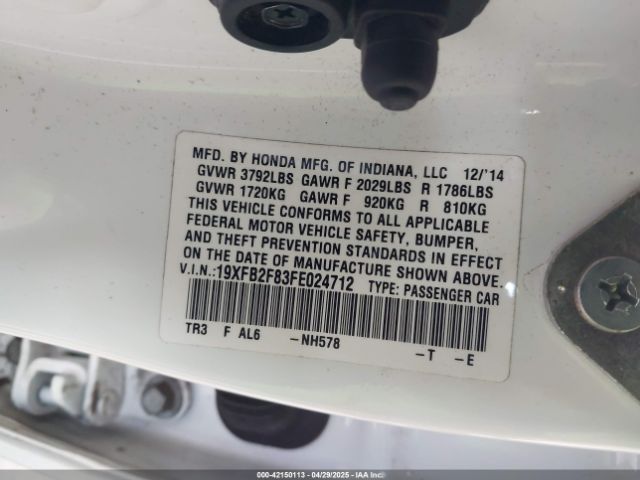 MFD. BY HONDA MFG. OF INDIANA, LLC 12/'14
GVWR 3792LBS GAWR F 2029LBS R 1786LBS
GVWR 1720KG GAWR F 920KG R 810KG
THIS VEHICLE CONFORMS TO ALL APPLICABLE
FEDERAL MOTOR VEHICLE SAFETY, BUMPER,
AND THEFT PREVENTION STANDARDS IN EFFECT
ON THE DATE OF MANUFACTURE SHOWN ABOVE.
V.I.N.:19XFB2F83FE024712 TYPE: PASSENGER CAR
TR3 F AL6 -NH578 -T -E
000-42150113 - 04/29/2025 - IAAI.COM